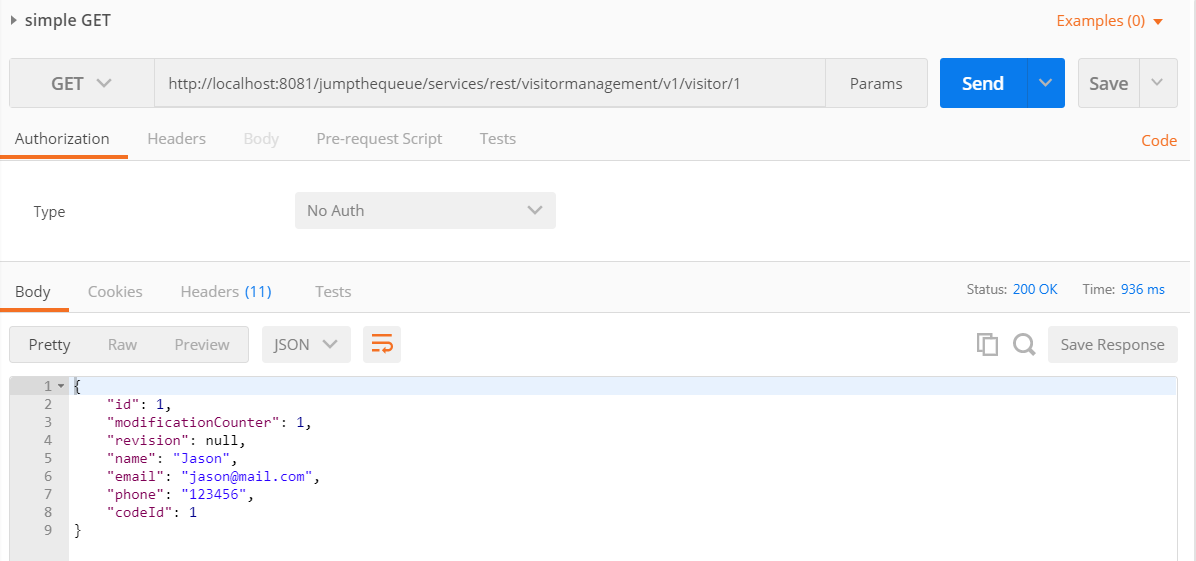 simple GET Examples (0)
GET http://localhost:8081/jumpthequeue/services/rest/visitormanagement/v1/visitor/1 Params Send Save
Authorization Headers Body Pre-request Script Tests Code
Type No Auth
Body Cookies Headers (11) Tests Status: 200 OK Time: 936 ms
Pretty Raw Preview JSON Save Response
1 {
2 "id": 1,
3 "modificationCounter": 1,
4 "revision": null,
5 "name": "Jason",
6 "email": "jason@mail.com",
7 "phone": "123456",
8 "codeId": 1
9 }